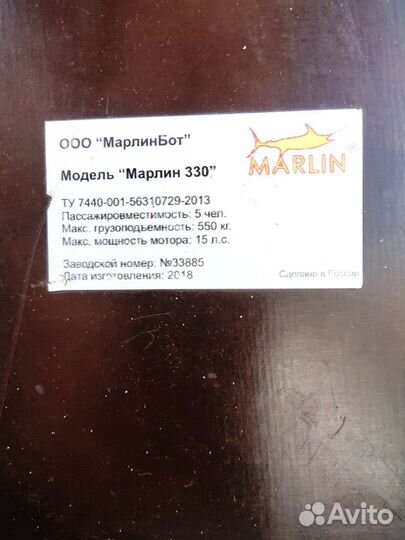 ООО “МарлинБот”
MARLIN ®
Модель “Марлин 330”
ТУ 7440-001-56310729-2013
Пассажировместимость: 5 чел.
Макс. грузоподъемность: 550 кг.
Макс. мощность мотора: 15 л.с.
Заводской номер: №33885
Дата изготовления: 2018
Сделано в России
Avito